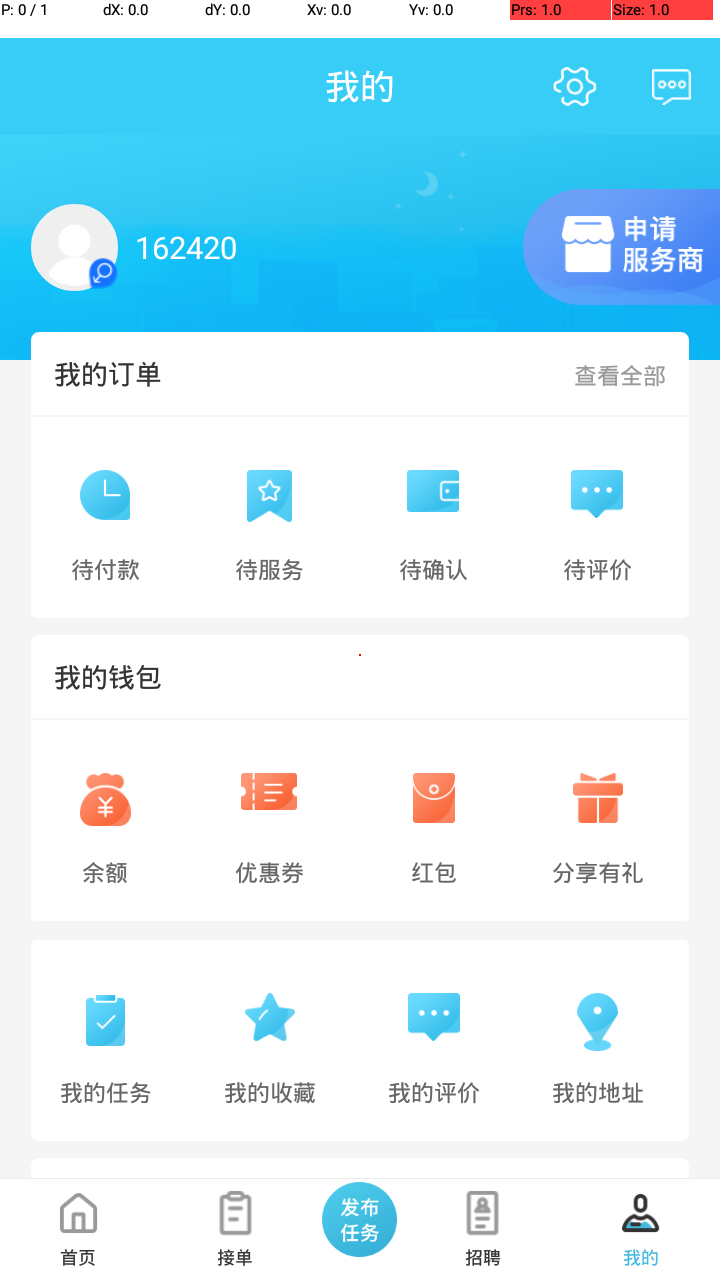 P: 0 / 1 dX: 0.0 dY: 0.0 Xv: 0.0 Yv: 0.0 Prs: 1.0 Size: 1.0
我的
162420
申请
服务商
我的订单 查看全部
待付款 待服务 待确认 待评价
我的钱包
余额 优惠券 红包 分享有礼
我的任务 我的收藏 我的评价 我的地址
发布
任务
首页 接单 招聘 我的